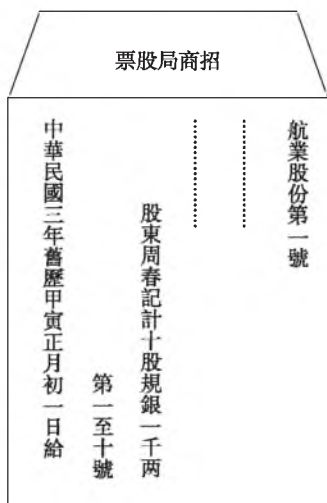 招商局股票
航業股份第一號
股東周春記計十股規銀一千两
第一至十號
中華民國三年舊歷甲寅正月初一日給